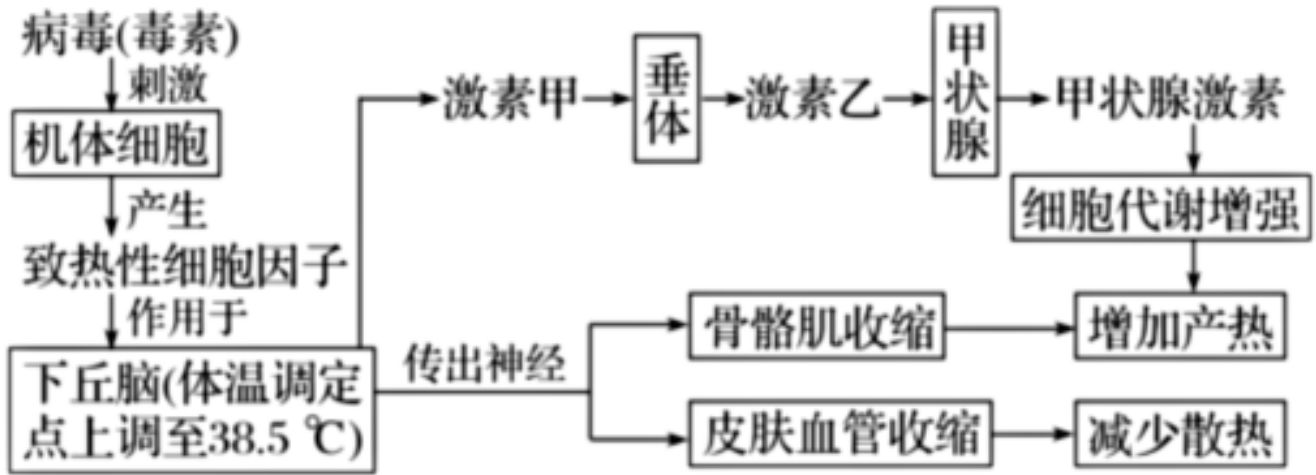 病毒(毒素)
刺激
机体细胞
产生
致热性细胞因子
作用于
下丘脑(体温调定
点上调至38.5 ℃)
激素甲
垂体
激素乙
甲状腺
甲状腺激素
细胞代谢增强
传出神经
骨骼肌收缩
增加产热
皮肤血管收缩
减少散热